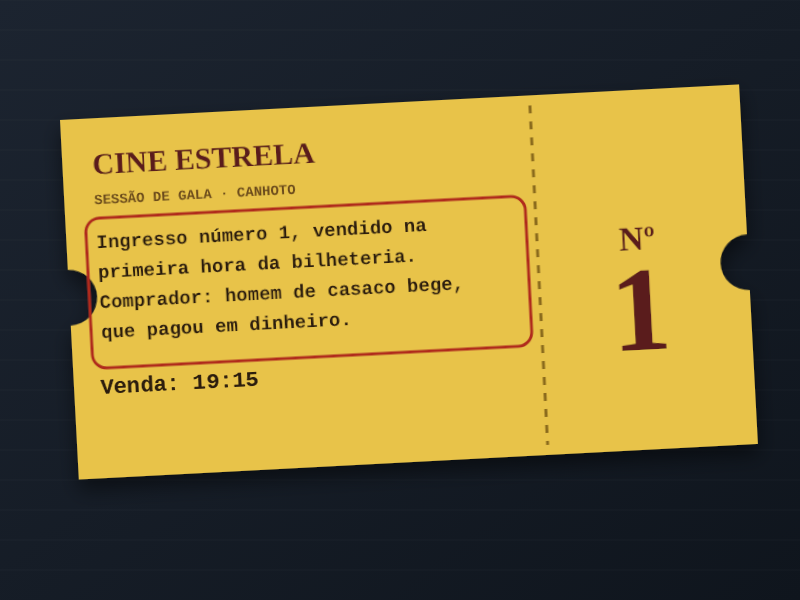 CINE ESTRELA
SESSÃO DE GALA · CANHOTO
Ingresso número 1, vendido na
primeira hora da bilheteria.
Comprador: homem de casaco bege,
que pagou em dinheiro.
Venda: 19:15
Nº
1